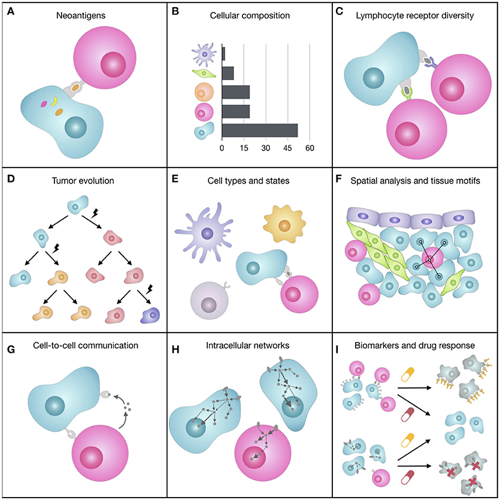 A Neoantigens
B Cellular composition
0 15 30 45 60
C Lymphocyte receptor diversity
D Tumor evolution
E Cell types and states
F Spatial analysis and tissue motifs
G Cell-to-cell communication
H Intracellular networks
I Biomarkers and drug response